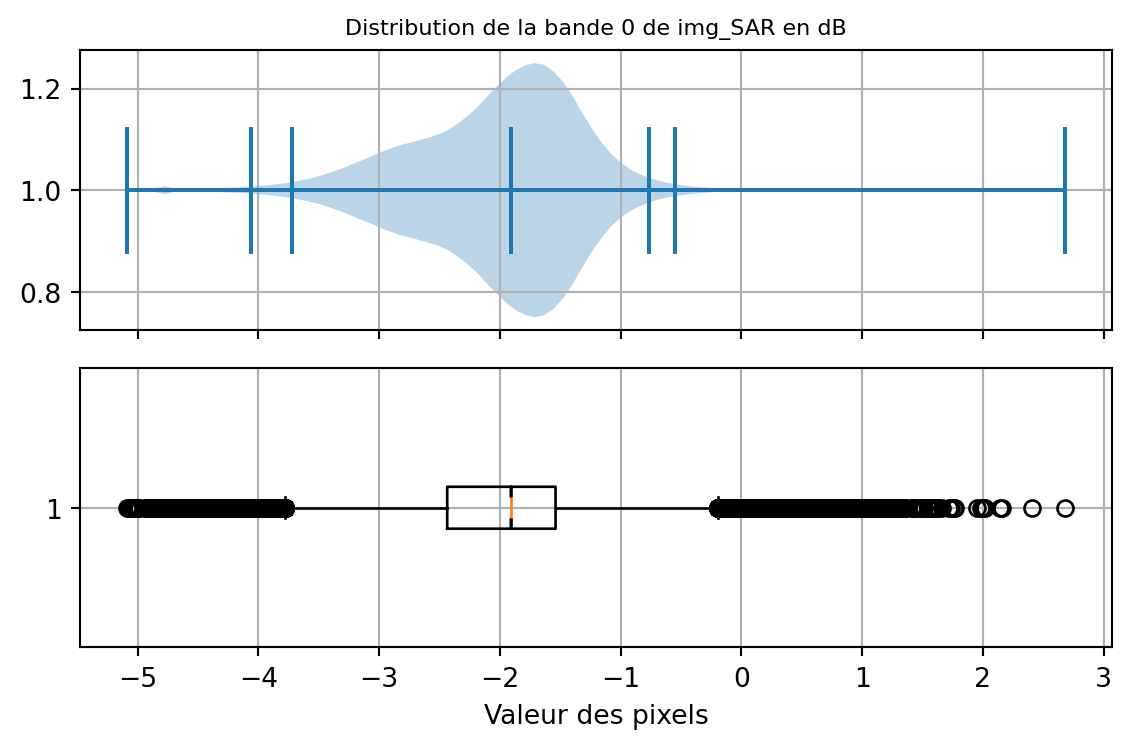 Distribution de la bande 0 de img_SAR en dB
1.2
1.0
0.8
1
−5 −4 −3 −2 −1 0 1 2 3
Valeur des pixels